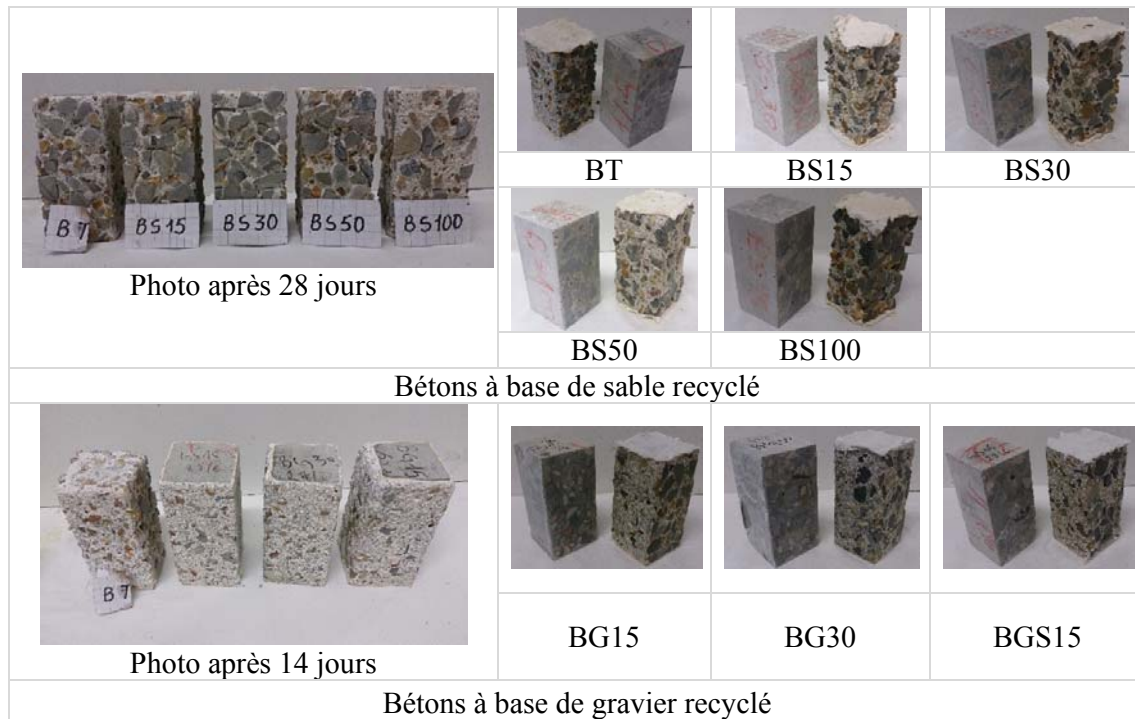 BT BS15 BS30 BS50 BS100
Photo après 28 jours
BT
BS15
BS30
BS50
BS100
Bétons à base de sable recyclé
BT
Photo après 14 jours
BG15
BG30
BGS15
Bétons à base de gravier recyclé